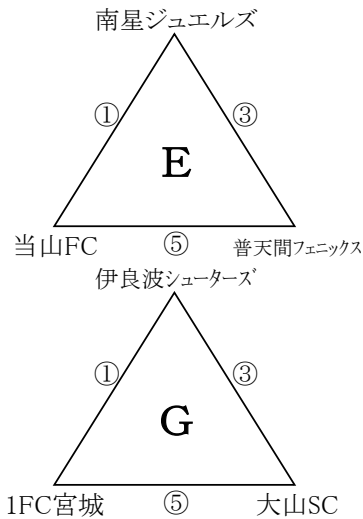 南星ジュエルズ
① ③
E
当山FC ⑤ 普天間フェニックス
伊良波シューターズ
① ③
G
1FC宮城 ⑤ 大山SC